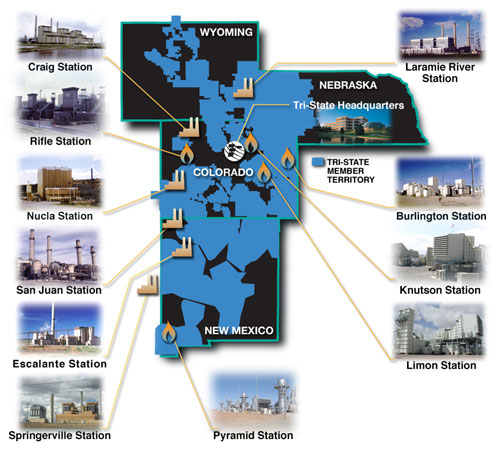 WYOMING
Craig Station
Laramie River
Station
NEBRASKA
Tri-State Headquarters
Rifle Station
COLORADO
TRI-STATE
MEMBER
TERRITORY
Nucla Station
Burlington Station
San Juan Station
Knutson Station
NEW MEXICO
Escalante Station
Limon Station
Springerville Station
Pyramid Station